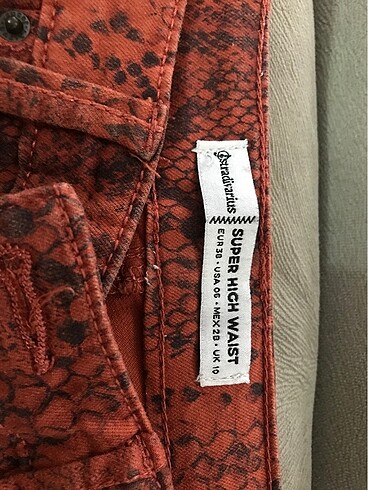 Stradivarius
SUPER HIGH WAIST
EUR 38 · USA 06 · MEX 28 · UK 10